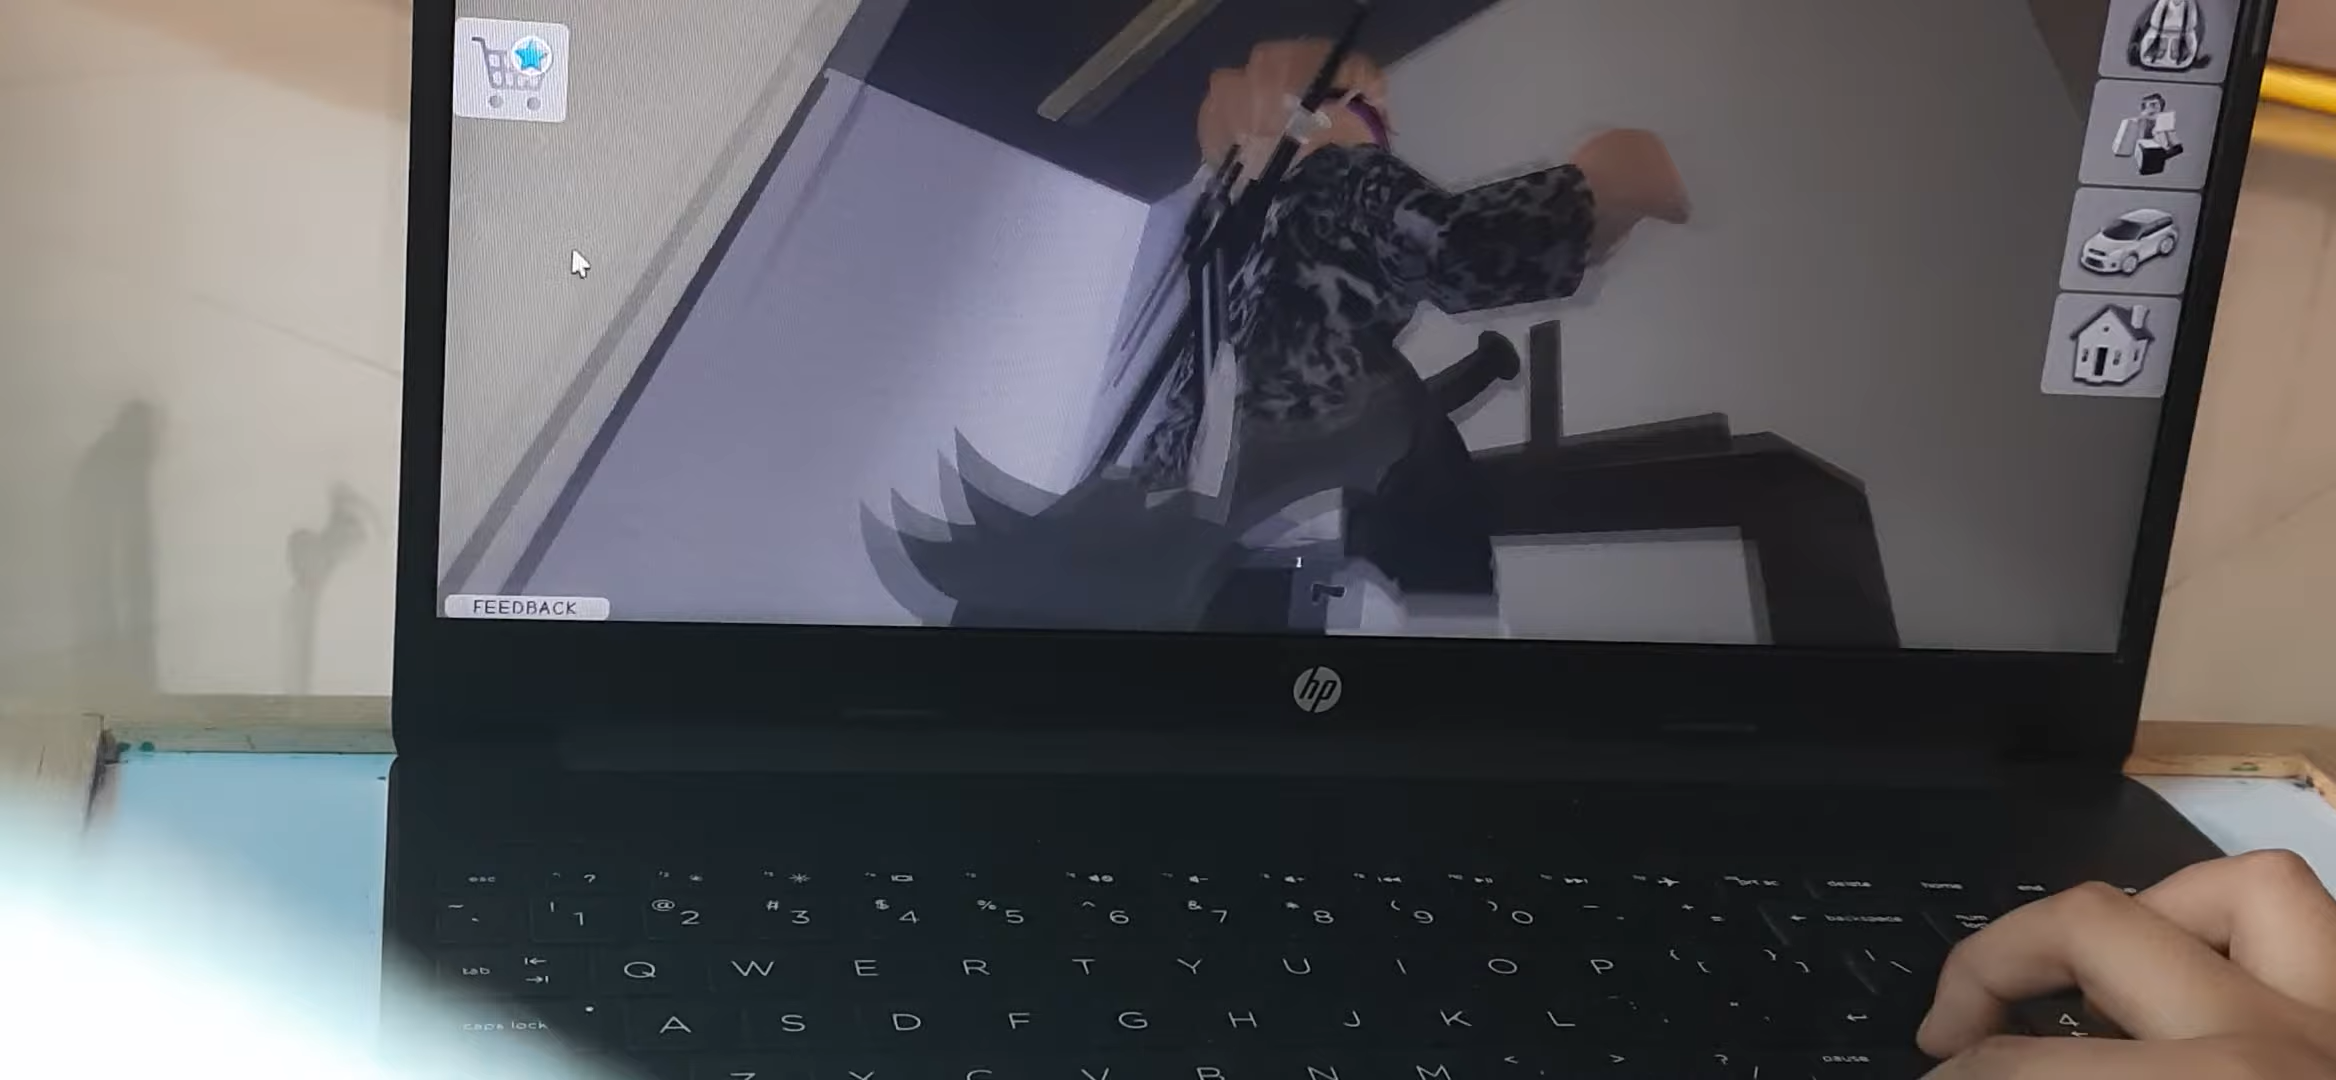 FEEDBACK
hp
esc ?
~ ` ! 1 @ 2 # 3 $ 4 % 5 ^ 6 & 7 * 8 ( 9 ) 0 - + = backspace
tab Q W E R T Y U I O P { [ } ] | \
caps lock A S D F G H J K L
Z X C V B N M < > ? pause
delete home end
4